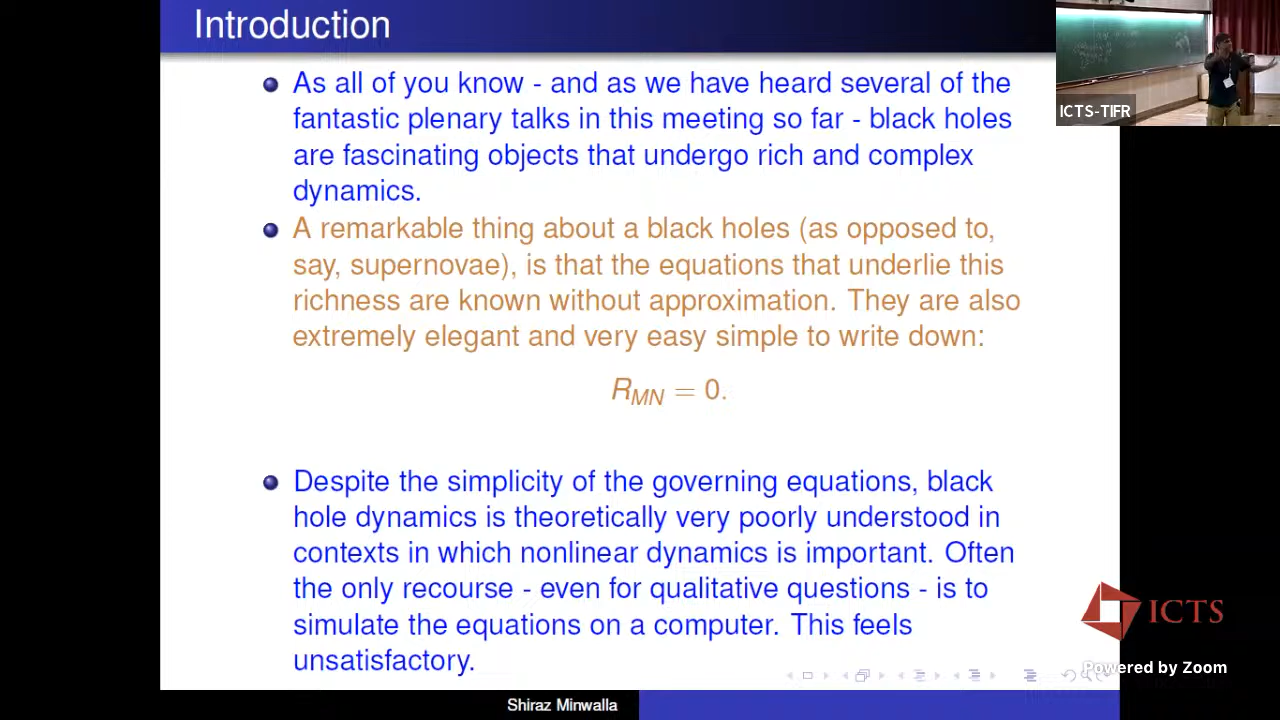 Introduction
As all of you know - and as we have heard several of the
fantastic plenary talks in this meeting so far - black holes
are fascinating objects that undergo rich and complex
dynamics.
A remarkable thing about a black holes (as opposed to,
say, supernovae), is that the equations that underlie this
richness are known without approximation. They are also
extremely elegant and very easy simple to write down:
R_{MN} = 0.
Despite the simplicity of the governing equations, black
hole dynamics is theoretically very poorly understood in
contexts in which nonlinear dynamics is important. Often
the only recourse - even for qualitative questions - is to
simulate the equations on a computer. This feels
unsatisfactory.
Shiraz Minwalla
ICTS-TIFR
ICTS
Powered by Zoom